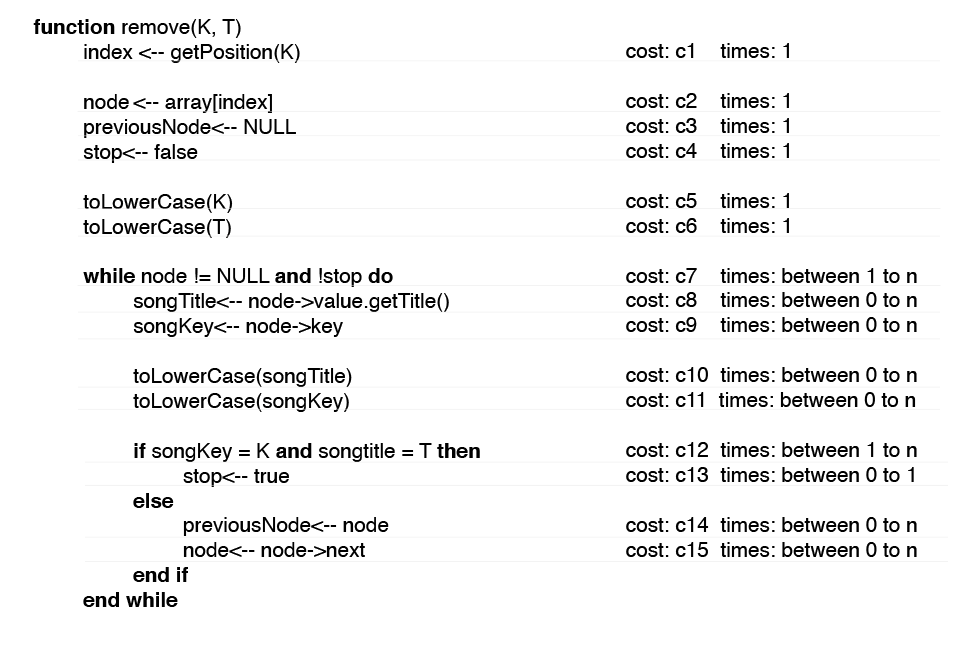 function remove(K, T)
index <-- getPosition(K) cost: c1 times: 1
node <-- array[index] cost: c2 times: 1
previousNode<-- NULL cost: c3 times: 1
stop<-- false cost: c4 times: 1
toLowerCase(K) cost: c5 times: 1
toLowerCase(T) cost: c6 times: 1
while node != NULL and !stop do cost: c7 times: between 1 to n
songTitle<-- node->value.getTitle() cost: c8 times: between 0 to n
songKey<-- node->key cost: c9 times: between 0 to n
toLowerCase(songTitle) cost: c10 times: between 0 to n
toLowerCase(songKey) cost: c11 times: between 0 to n
if songKey = K and songtitle = T then cost: c12 times: between 1 to n
stop<-- true cost: c13 times: between 0 to 1
else
previousNode<-- node cost: c14 times: between 0 to n
node<-- node->next cost: c15 times: between 0 to n
end if
end while